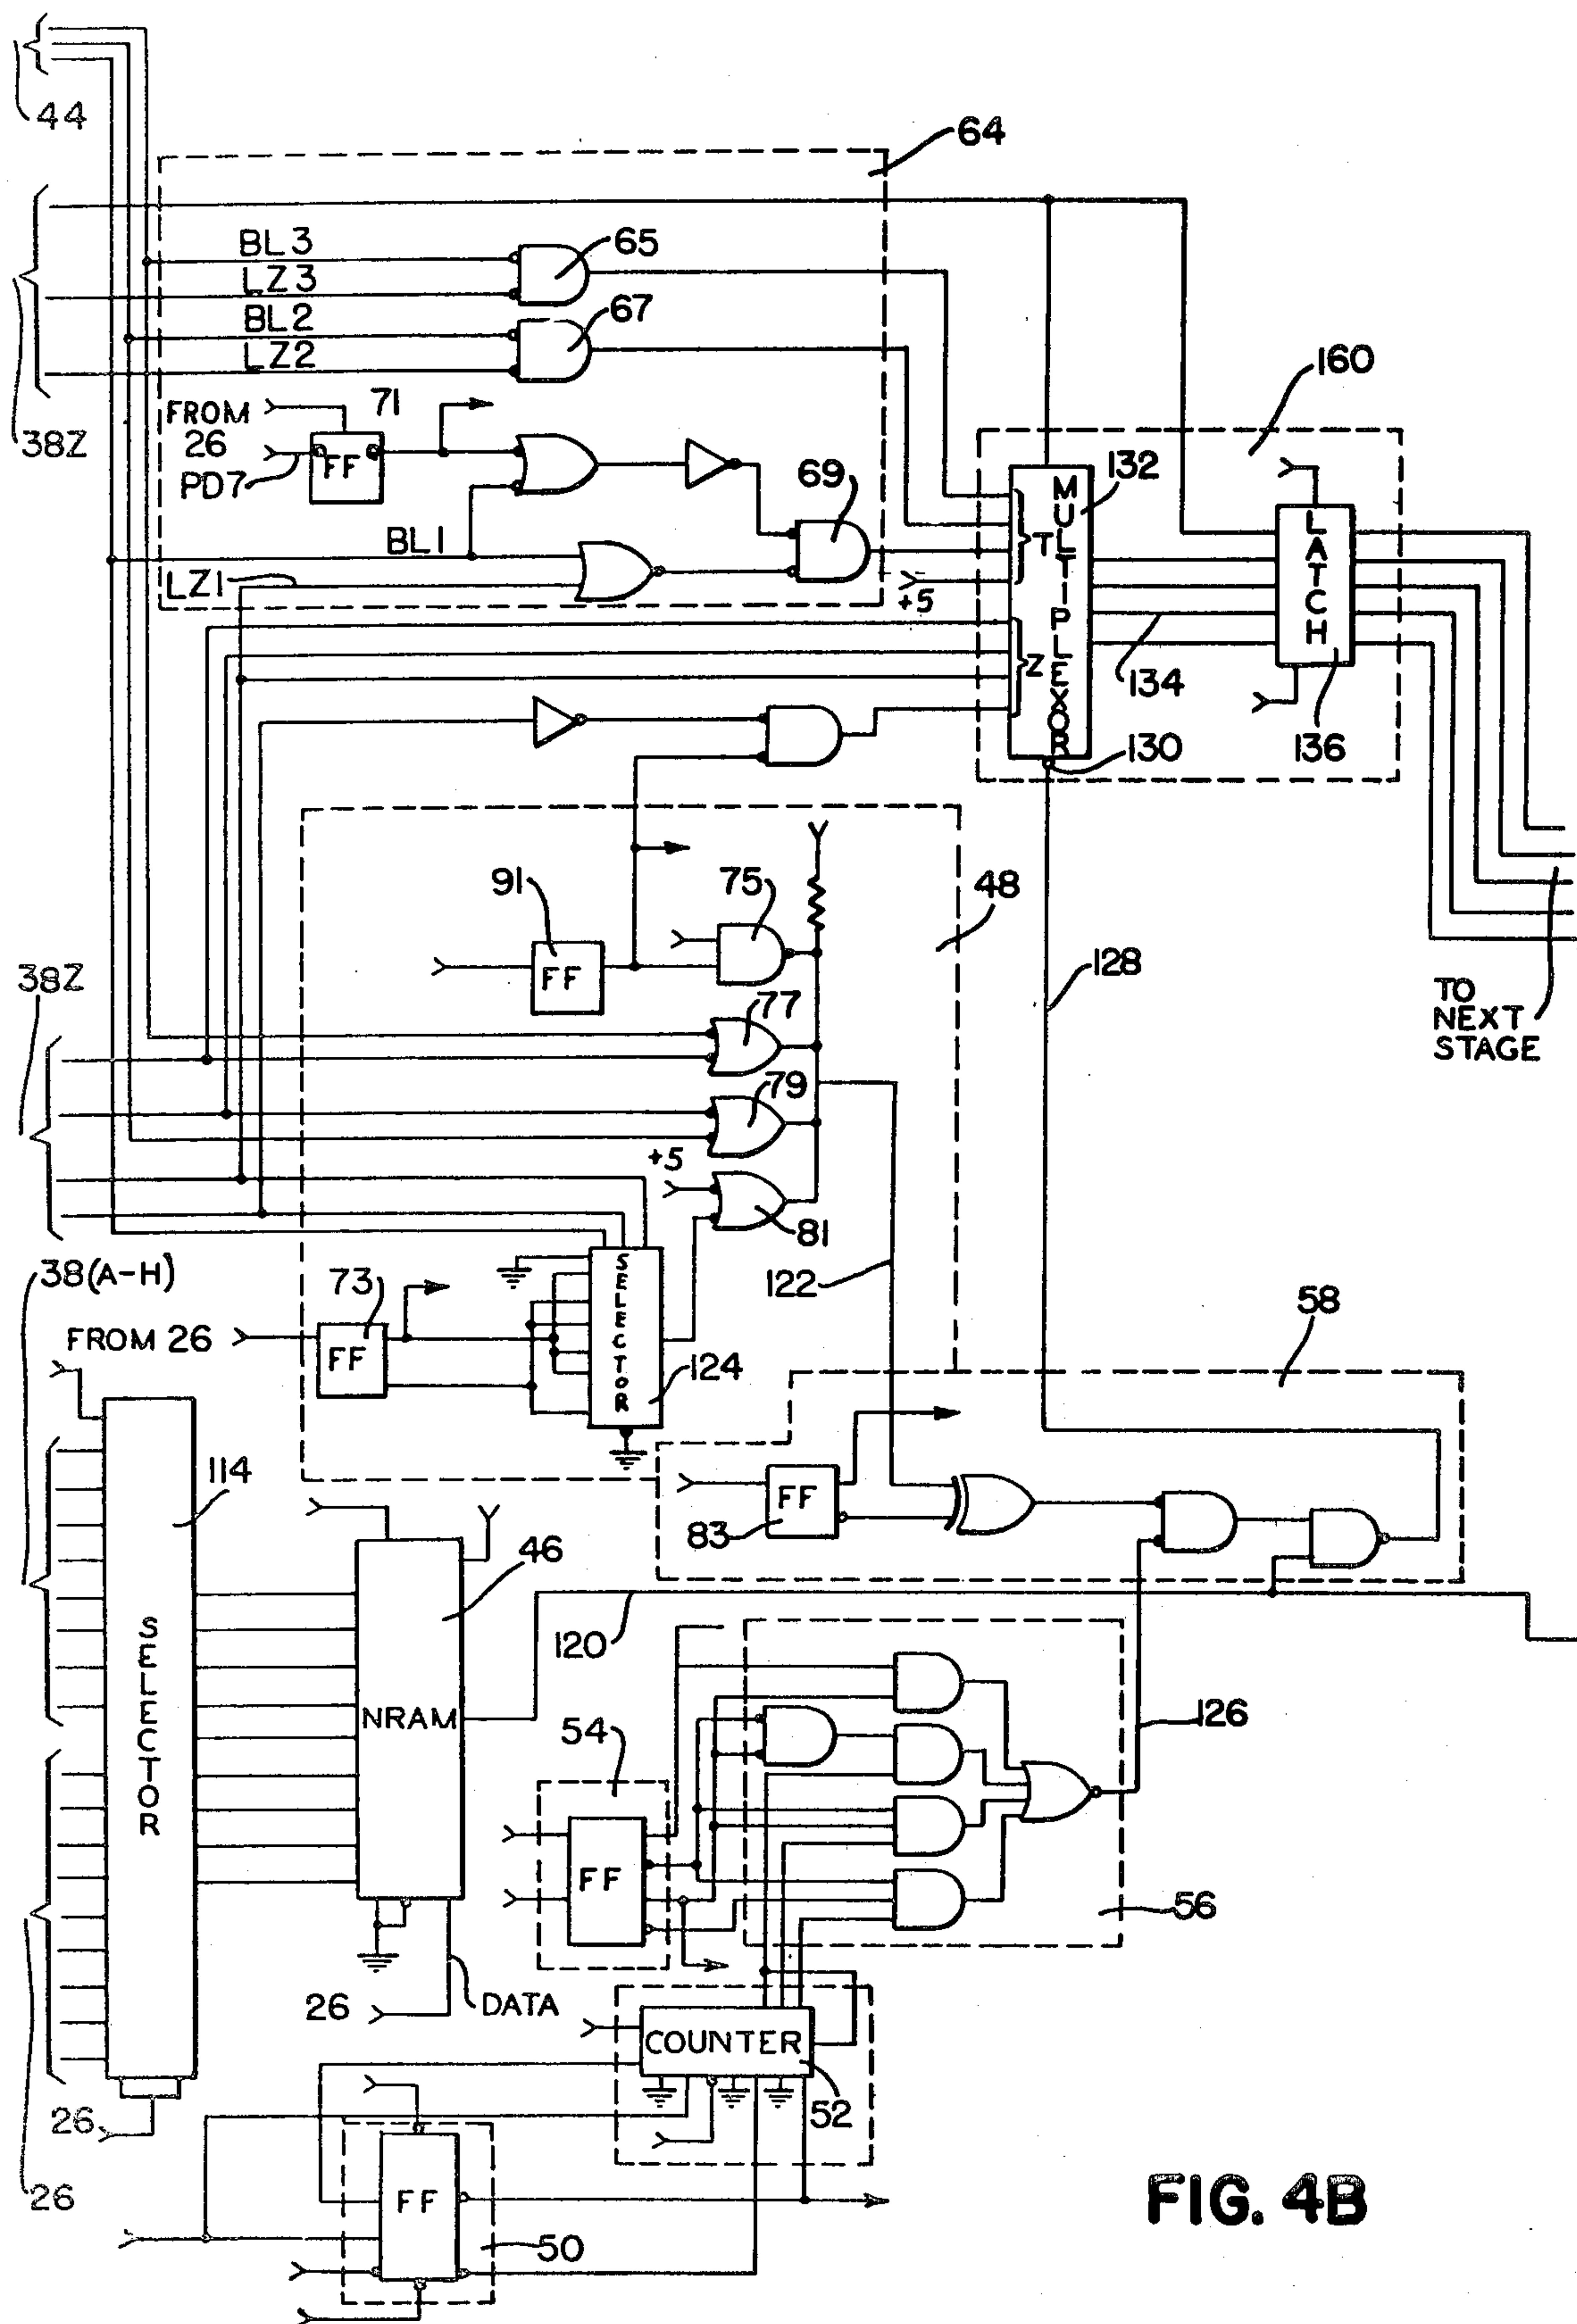 44
64
BL3
65
LZ3
BL2
67
LZ2
160
FROM
26
71
38Z
FF
PD7
132
69
BL1
LZ1
T
+5
MULTIPLEXOR
LATCH
Z
134
130
136
91
75
48
FF
38Z
128
77
TO
NEXT
STAGE
79
+5
81
38(A-H)
73
122
58
FROM 26
FF
SELECTOR
124
114
FF
83
46
SELECTOR
120
NRAM
54
126
FF
56
26
DATA
COUNTER
52
26
26
FF
50
FIG. 4B